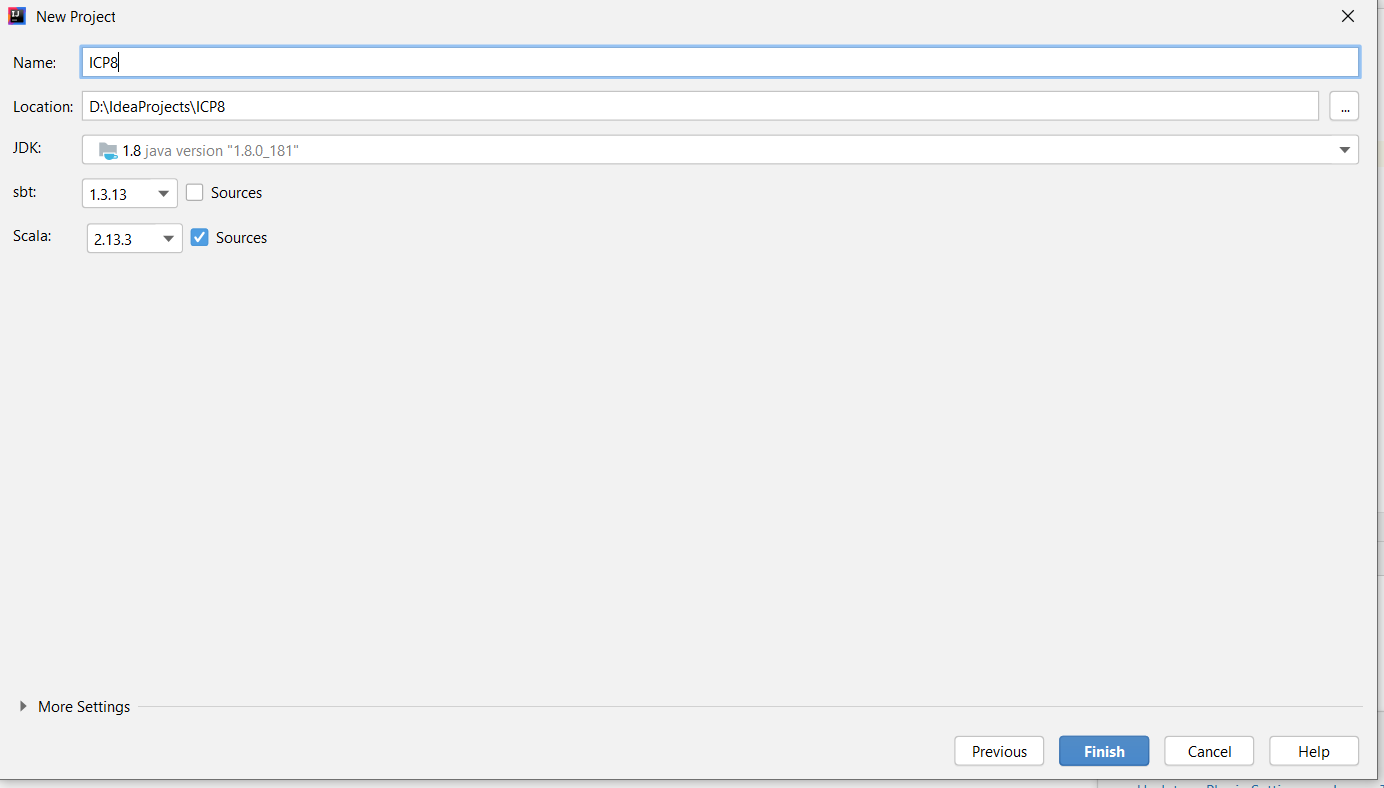 New Project
Name: ICP8
Location: D:\IdeaProjects\ICP8 ...
JDK: 1.8 java version "1.8.0_181"
sbt: 1.3.13 Sources
Scala: 2.13.3 Sources
More Settings
Previous Finish Cancel Help